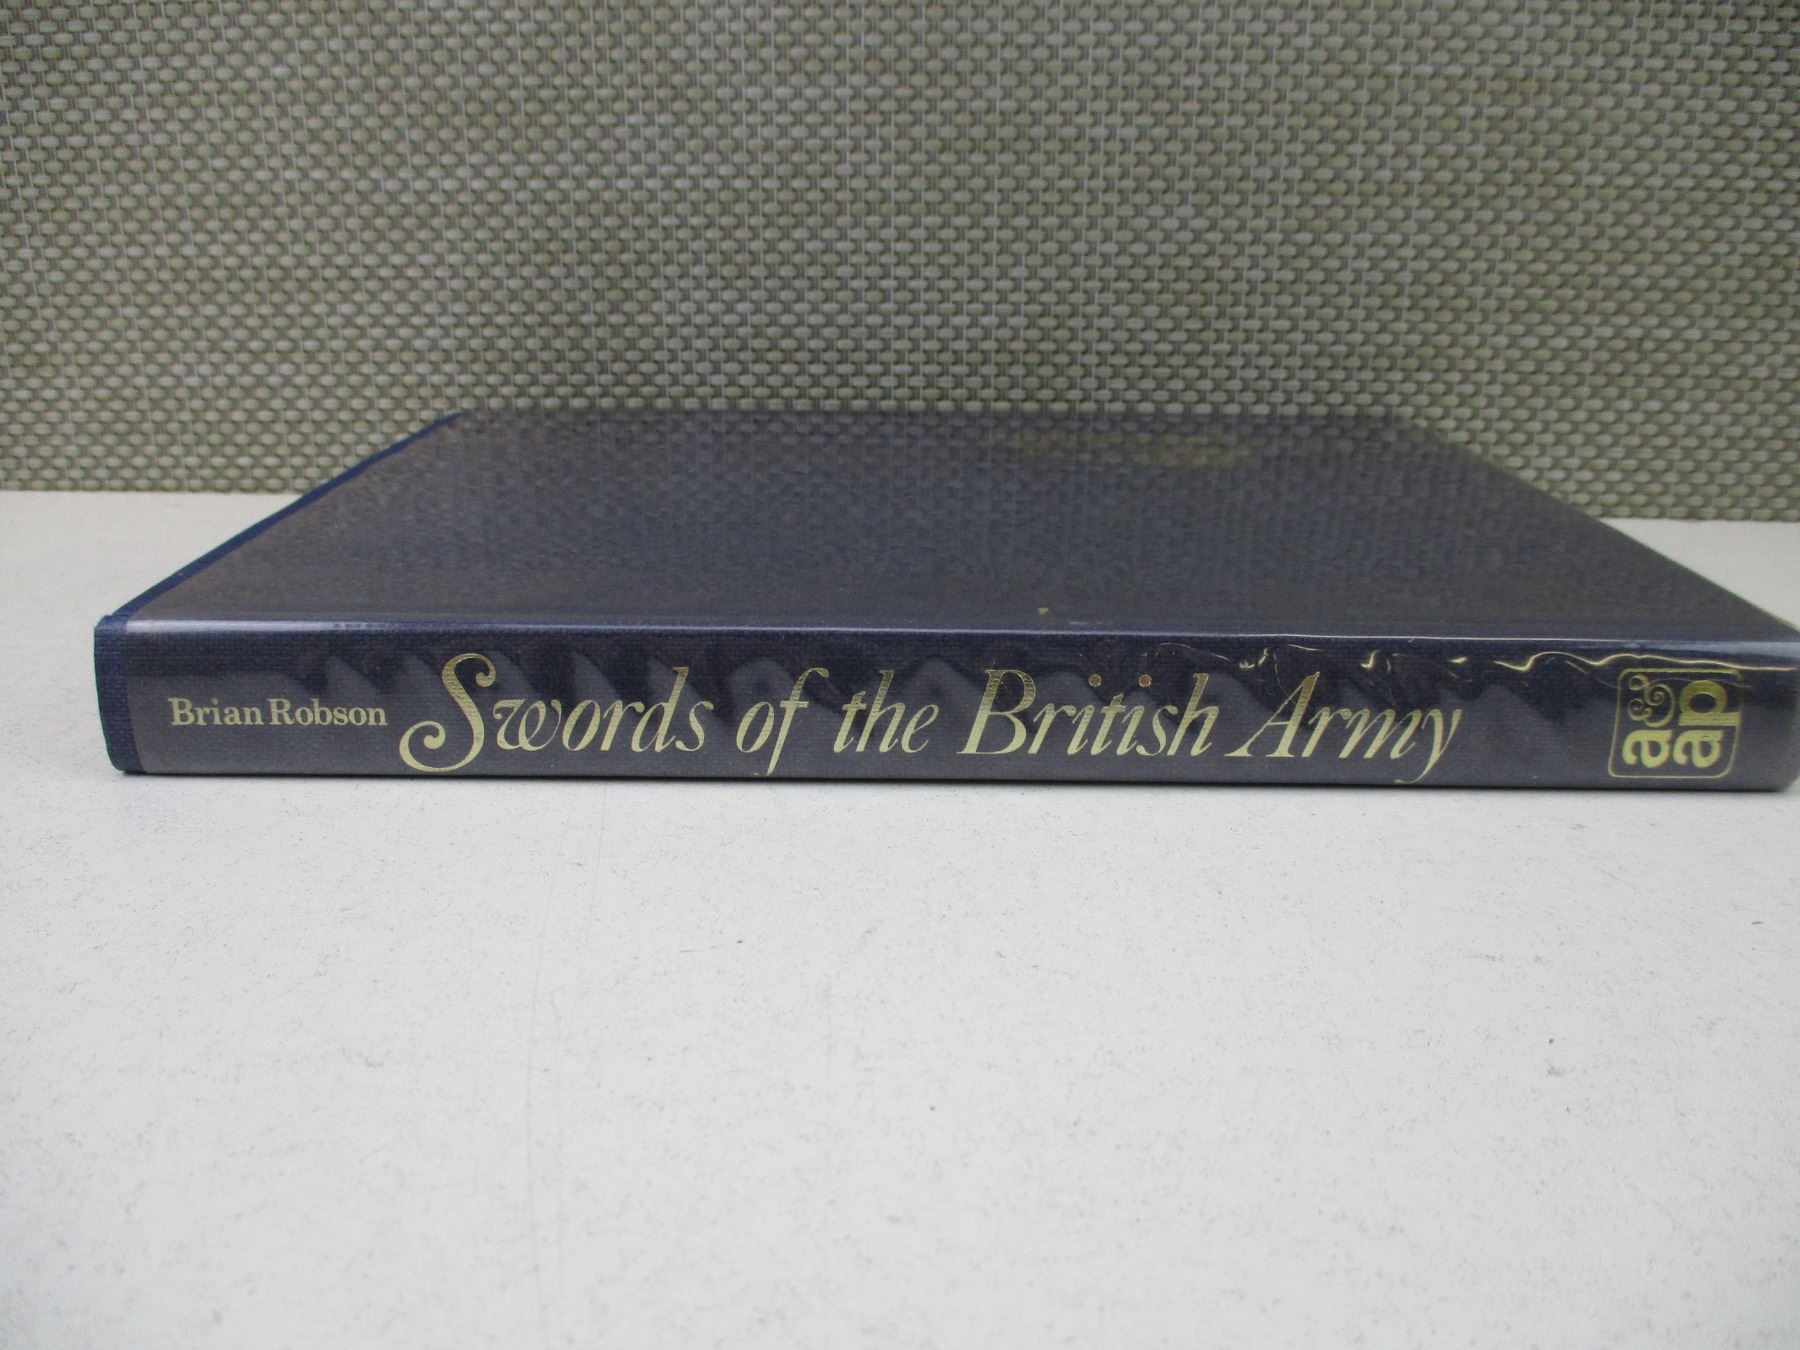 Brian Robson Swords of the British Army
a&
ap